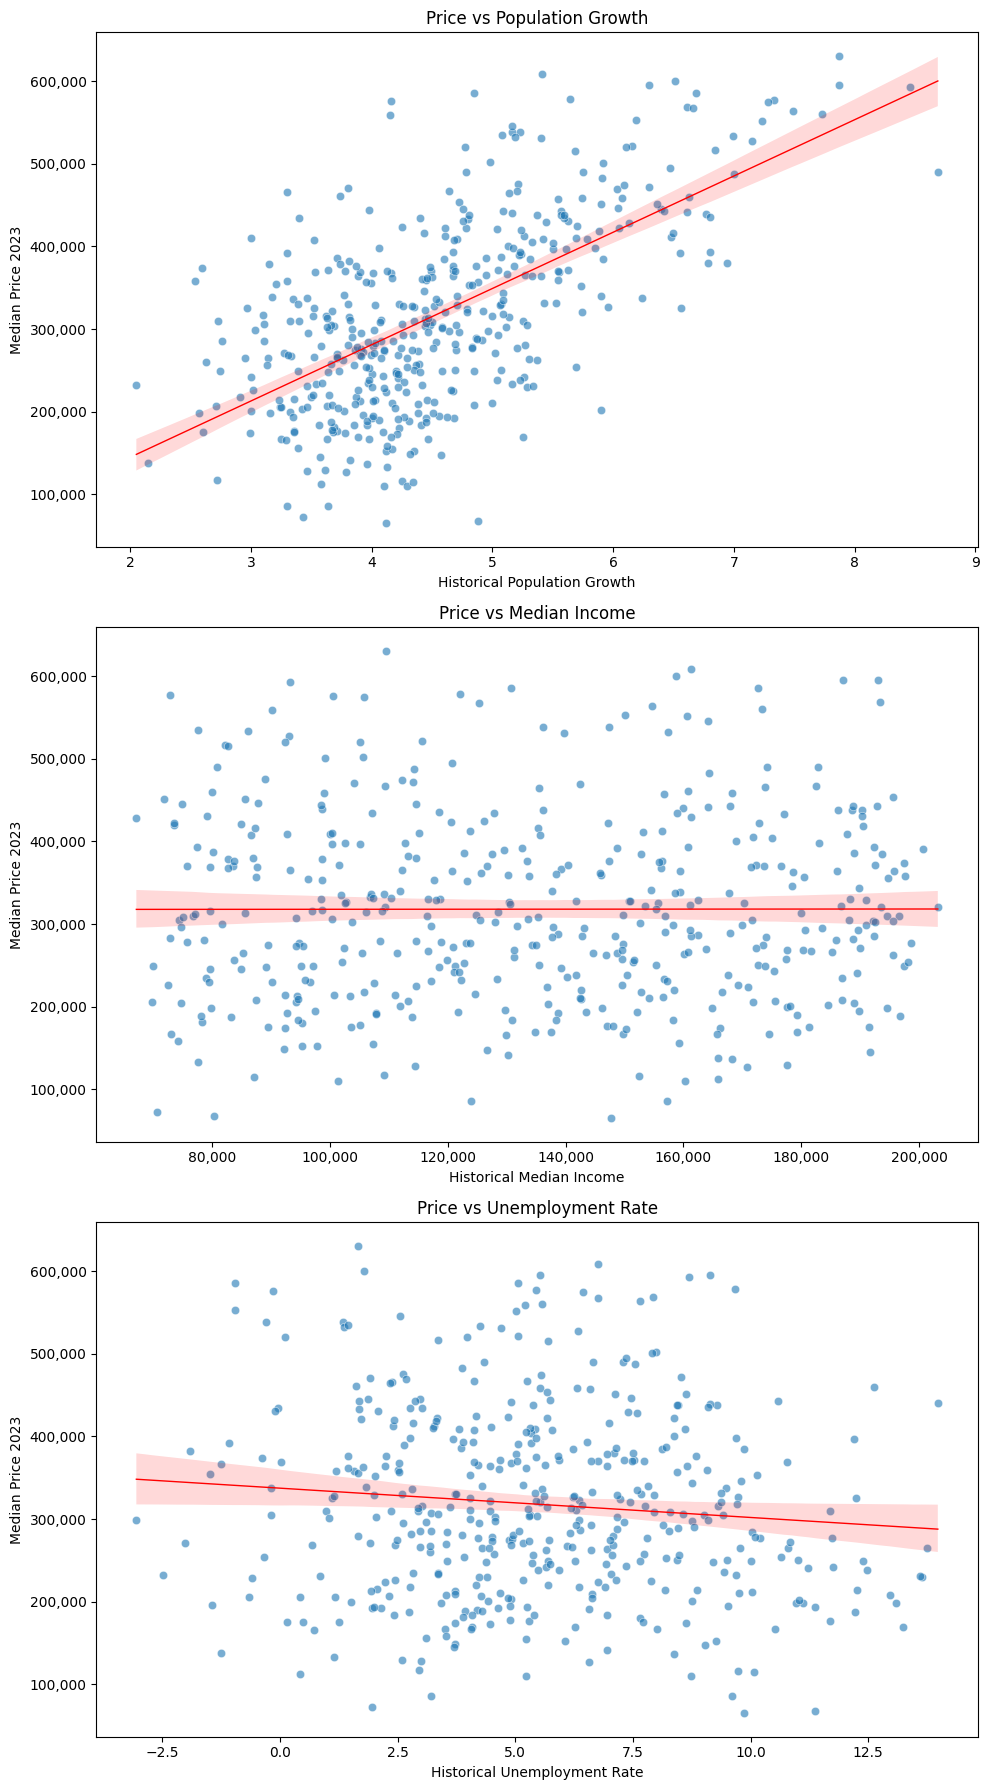 Price vs Population Growth
600,000
500,000
400,000
300,000
200,000
100,000
Median Price 2023
2 3 4 5 6 7 8 9
Historical Population Growth
Price vs Median Income
600,000
500,000
400,000
300,000
200,000
100,000
Median Price 2023
80,000 100,000 120,000 140,000 160,000 180,000 200,000
Historical Median Income
Price vs Unemployment Rate
600,000
500,000
400,000
300,000
200,000
100,000
Median Price 2023
−2.5 0.0 2.5 5.0 7.5 10.0 12.5
Historical Unemployment Rate